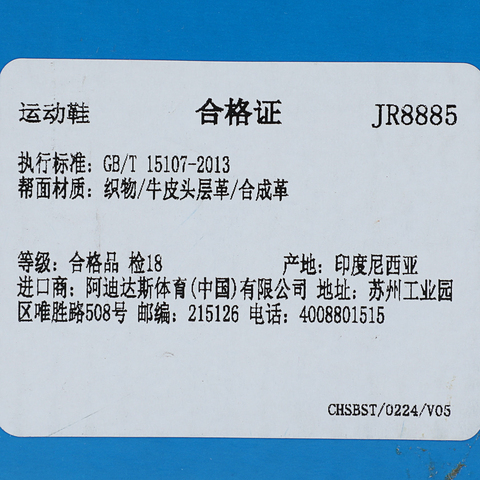 运动鞋 合格证 JR8885
执行标准: GB/T 15107-2013
帮面材质: 织物/牛皮头层革/合成革
等级: 合格品 检18 产地: 印度尼西亚
进口商: 阿迪达斯体育(中国)有限公司 地址: 苏州工业园
区唯胜路508号 邮编: 215126 电话: 4008801515
CHSBST/0224/V05